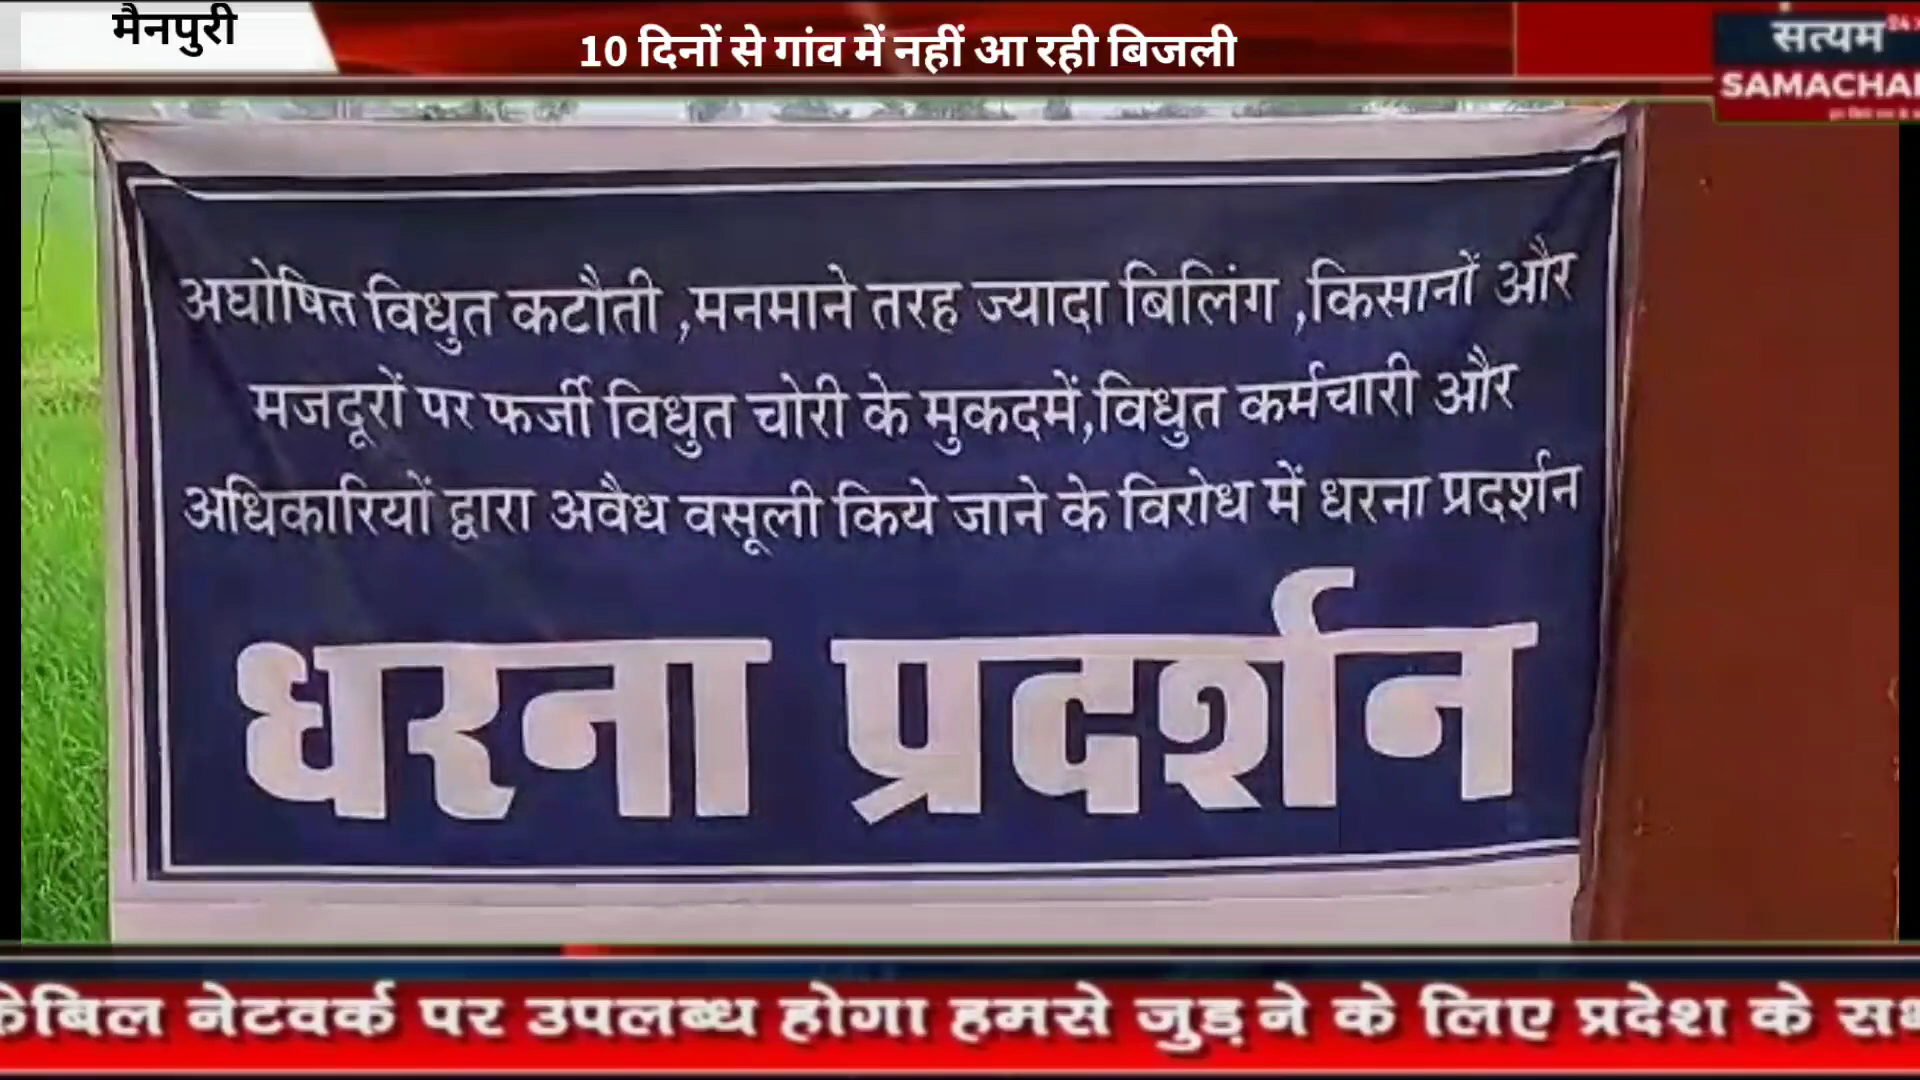 मैनपुरी
10 दिनों से गांव में नहीं आ रही बिजली
सत्यम
SAMACHAR
अघोषित विधुत कटौती ,मनमाने तरह ज्यादा बिलिंग ,किसानों और
मजदूरों पर फर्जी विधुत चोरी के मुकदमें,विधुत कर्मचारी और
अधिकारियों द्वारा अवैध वसूली किये जाने के विरोध में धरना प्रदर्शन
धरना प्रदर्शन
केबिल नेटवर्क पर उपलब्ध होगा हमसे जुड़ने के लिए प्रदेश के